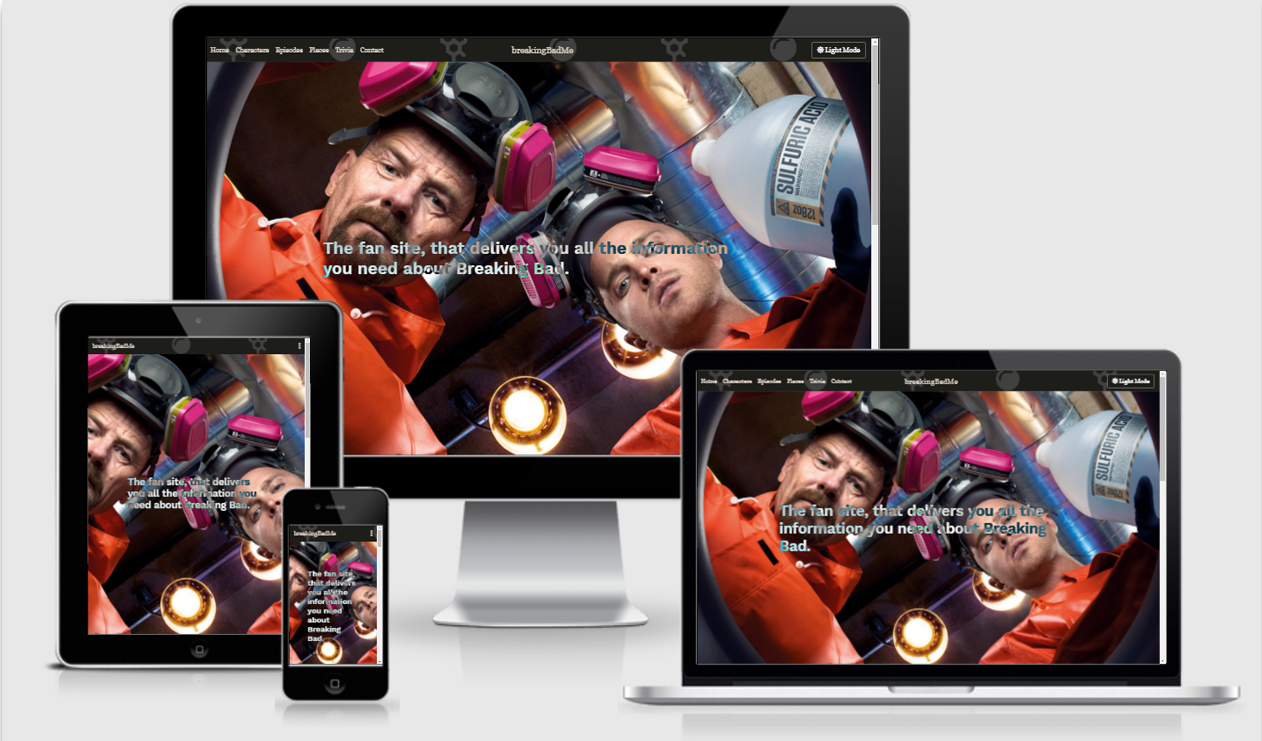 Home Characters Episodes Places Trivia Contact
breakingBadMe
Light Mode
SULFURIC ACID
128OZ
The fan site, that delivers you all the information
you need about Breaking Bad.
breakingBadMe
The fan site, that delivers
you all the information you
need about Breaking Bad.
breakingBadMe
The fan site,
that delivers
you all the
information
you need
about
Breaking
Bad.
Home Characters Episodes Places Trivia Contact
breakingBadMe
Light Mode
SULFURIC ACID
The fan site, that delivers you all the
information you need about Breaking
Bad.